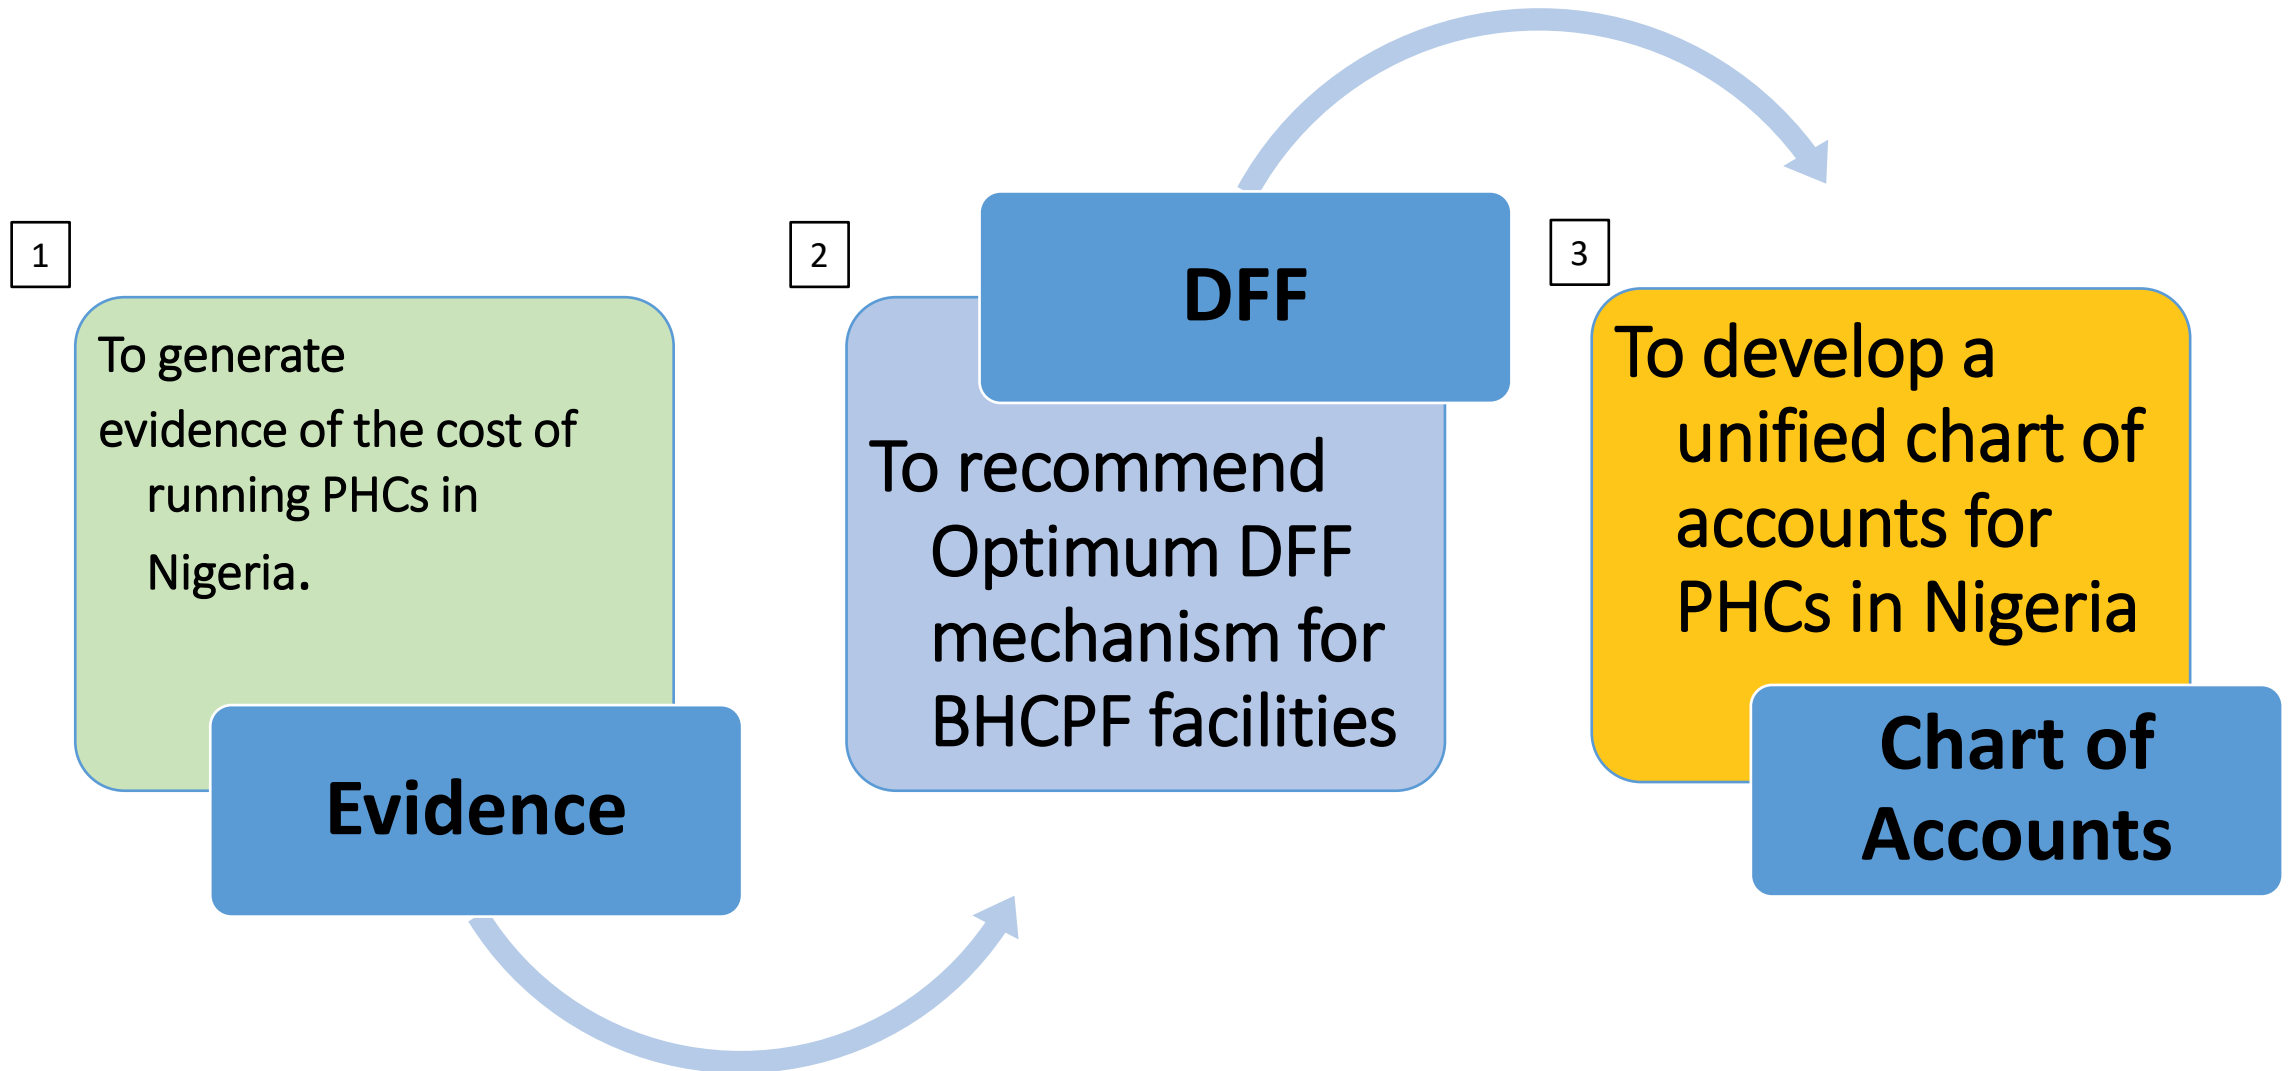 1
To generate
evidence of the cost of
running PHCs in
Nigeria.
Evidence
2
DFF
To recommend
Optimum DFF
mechanism for
BHCPF facilities
3
To develop a
unified chart of
accounts for
PHCs in Nigeria
Chart of
Accounts